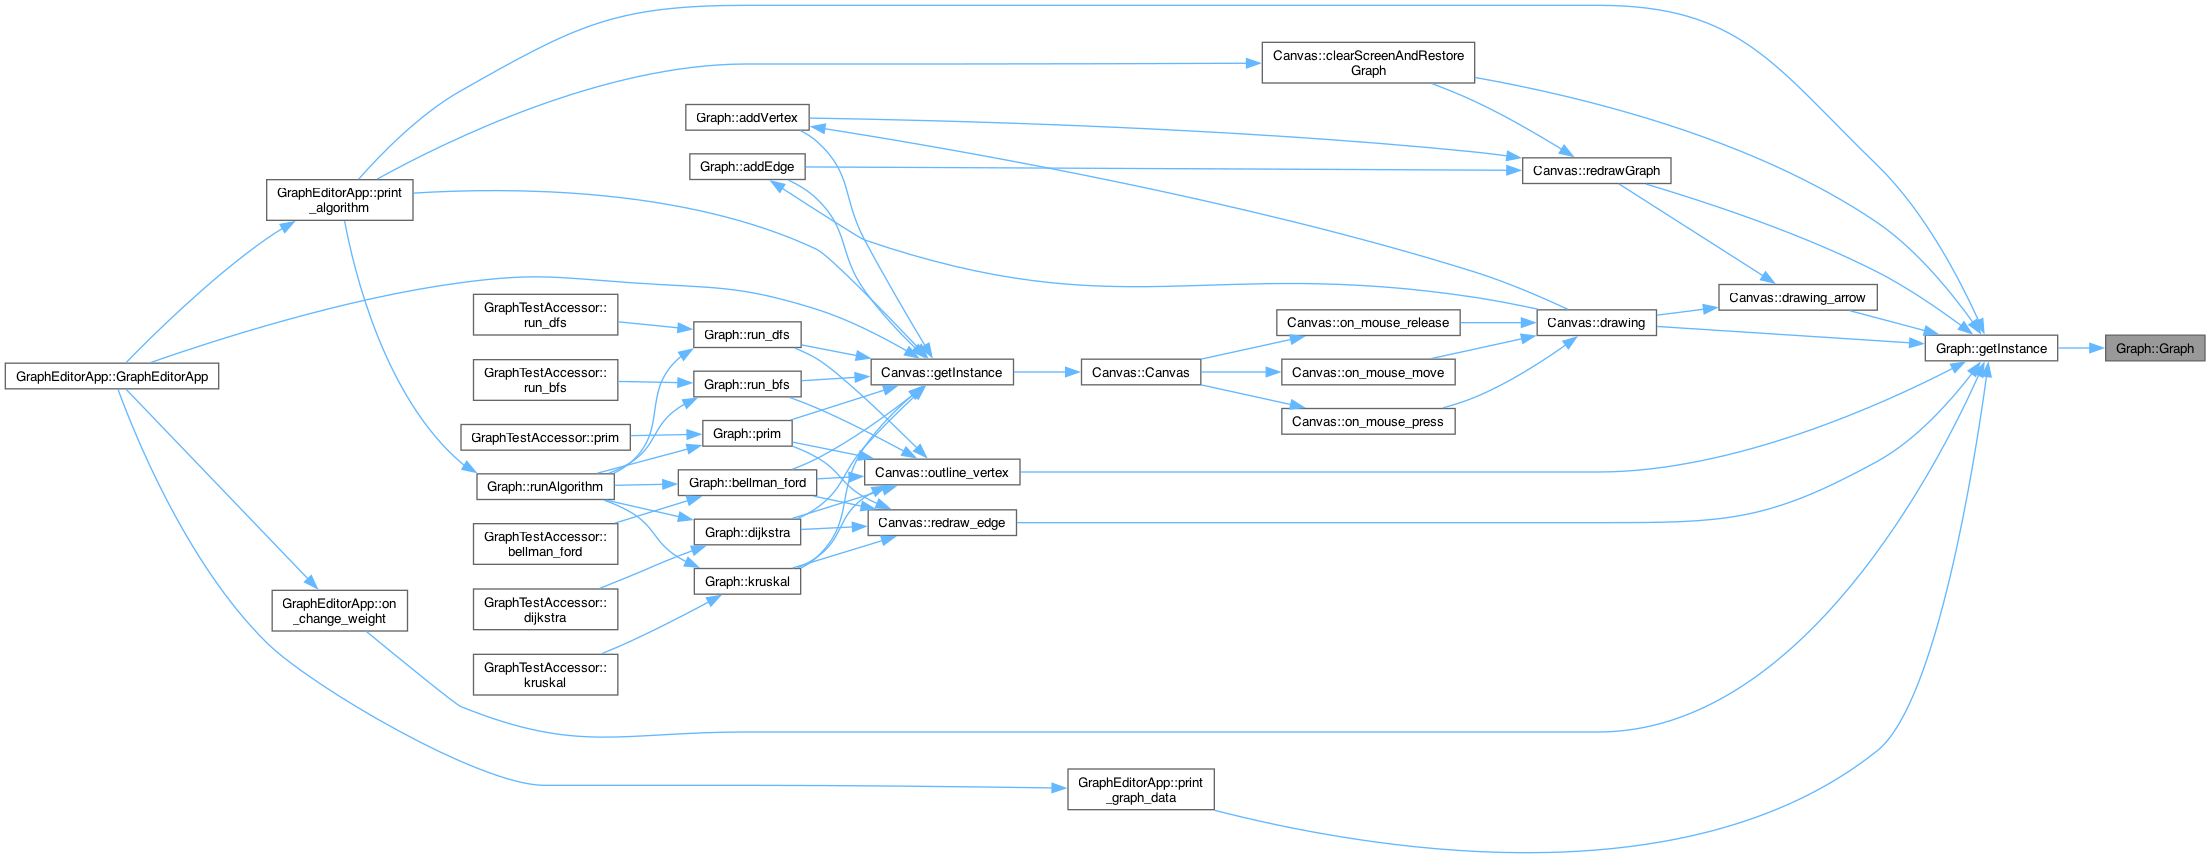 Canvas::clearScreenAndRestore
Graph
Graph::addVertex
Graph::addEdge
Canvas::redrawGraph
GraphEditorApp::print
_algorithm
Canvas::drawing_arrow
GraphTestAccessor::
run_dfs
Graph::run_dfs
Canvas::on_mouse_release
Canvas::drawing
Graph::getInstance
Graph::Graph
GraphEditorApp::GraphEditorApp
GraphTestAccessor::
run_bfs
Graph::run_bfs
Canvas::getInstance
Canvas::Canvas
Canvas::on_mouse_move
Canvas::on_mouse_press
GraphTestAccessor::prim
Graph::prim
Graph::runAlgorithm
Graph::bellman_ford
Canvas::outline_vertex
GraphTestAccessor::
bellman_ford
Graph::dijkstra
Canvas::redraw_edge
Graph::kruskal
GraphEditorApp::on
_change_weight
GraphTestAccessor::
dijkstra
GraphTestAccessor::
kruskal
GraphEditorApp::print
_graph_data